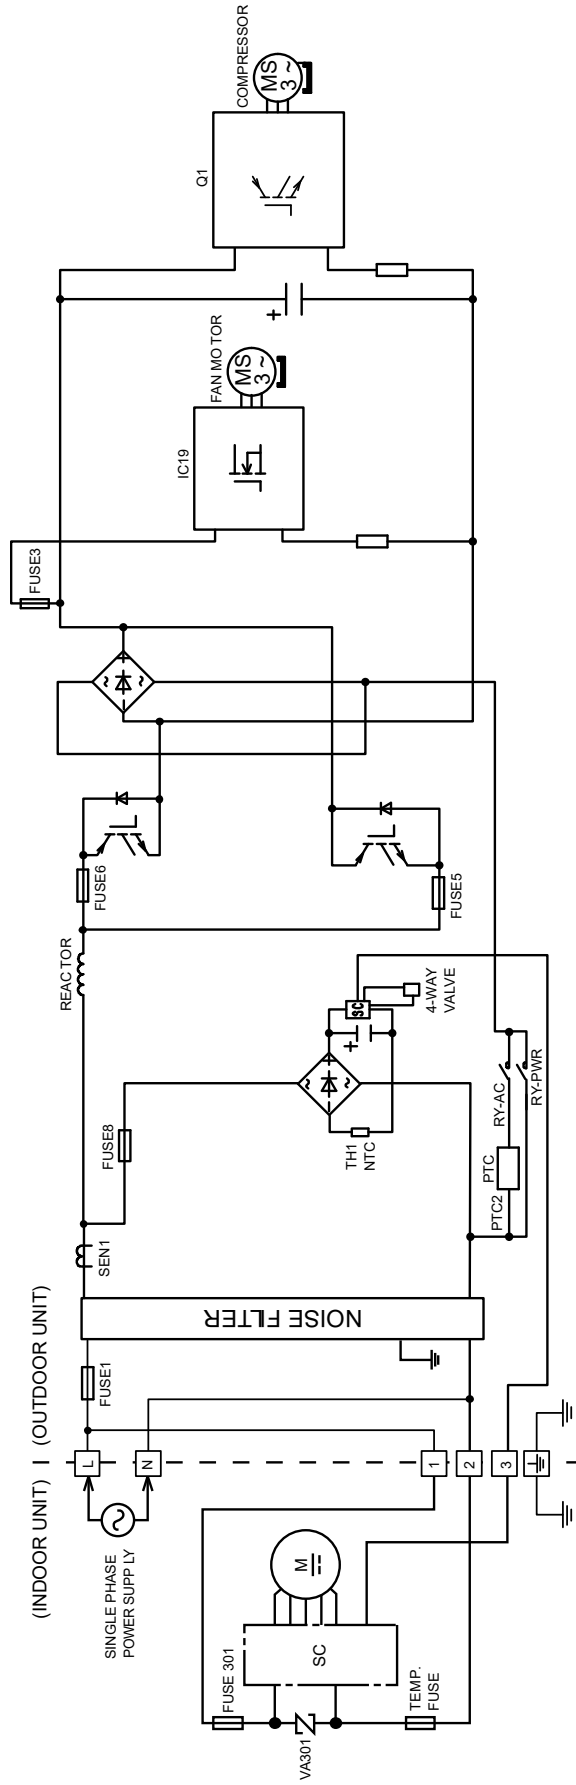 (INDOOR UNIT)
(OUTDOOR UNIT)
SINGLE PHASE
POWER SUPPLY
L
N
FUSE1
NOISE FILTER
SEN1
FUSE8
REACTOR
FUSE6
FUSE5
FUSE3
IC19
FAN MOTOR
MS
3 ~
Q1
COMPRESSOR
MS
3 ~
+
+
~
~
~
~
TH1
NTC
SC
4-WAY
VALVE
PTC2
PTC
RY-AC
RY-PWR
1
2
3
FUSE 301
VA301
SC
M
TEMP.
FUSE